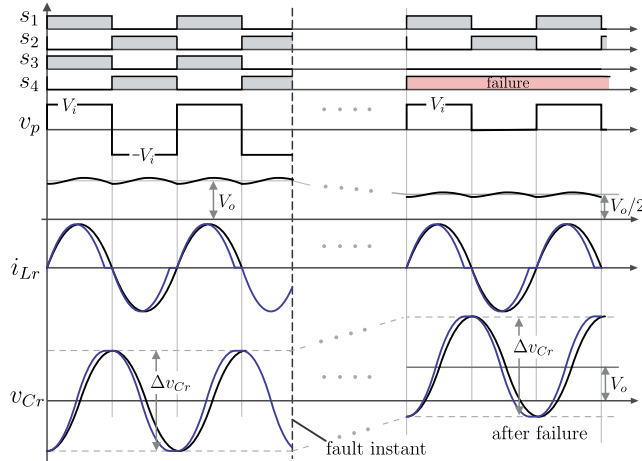 s1
s2
s3
s4
failure
Vi
Vi
vp
−Vi
Vo
Vo/2
iLr
ΔvCr
ΔvCr
vCr
Vo
after failure
fault instant